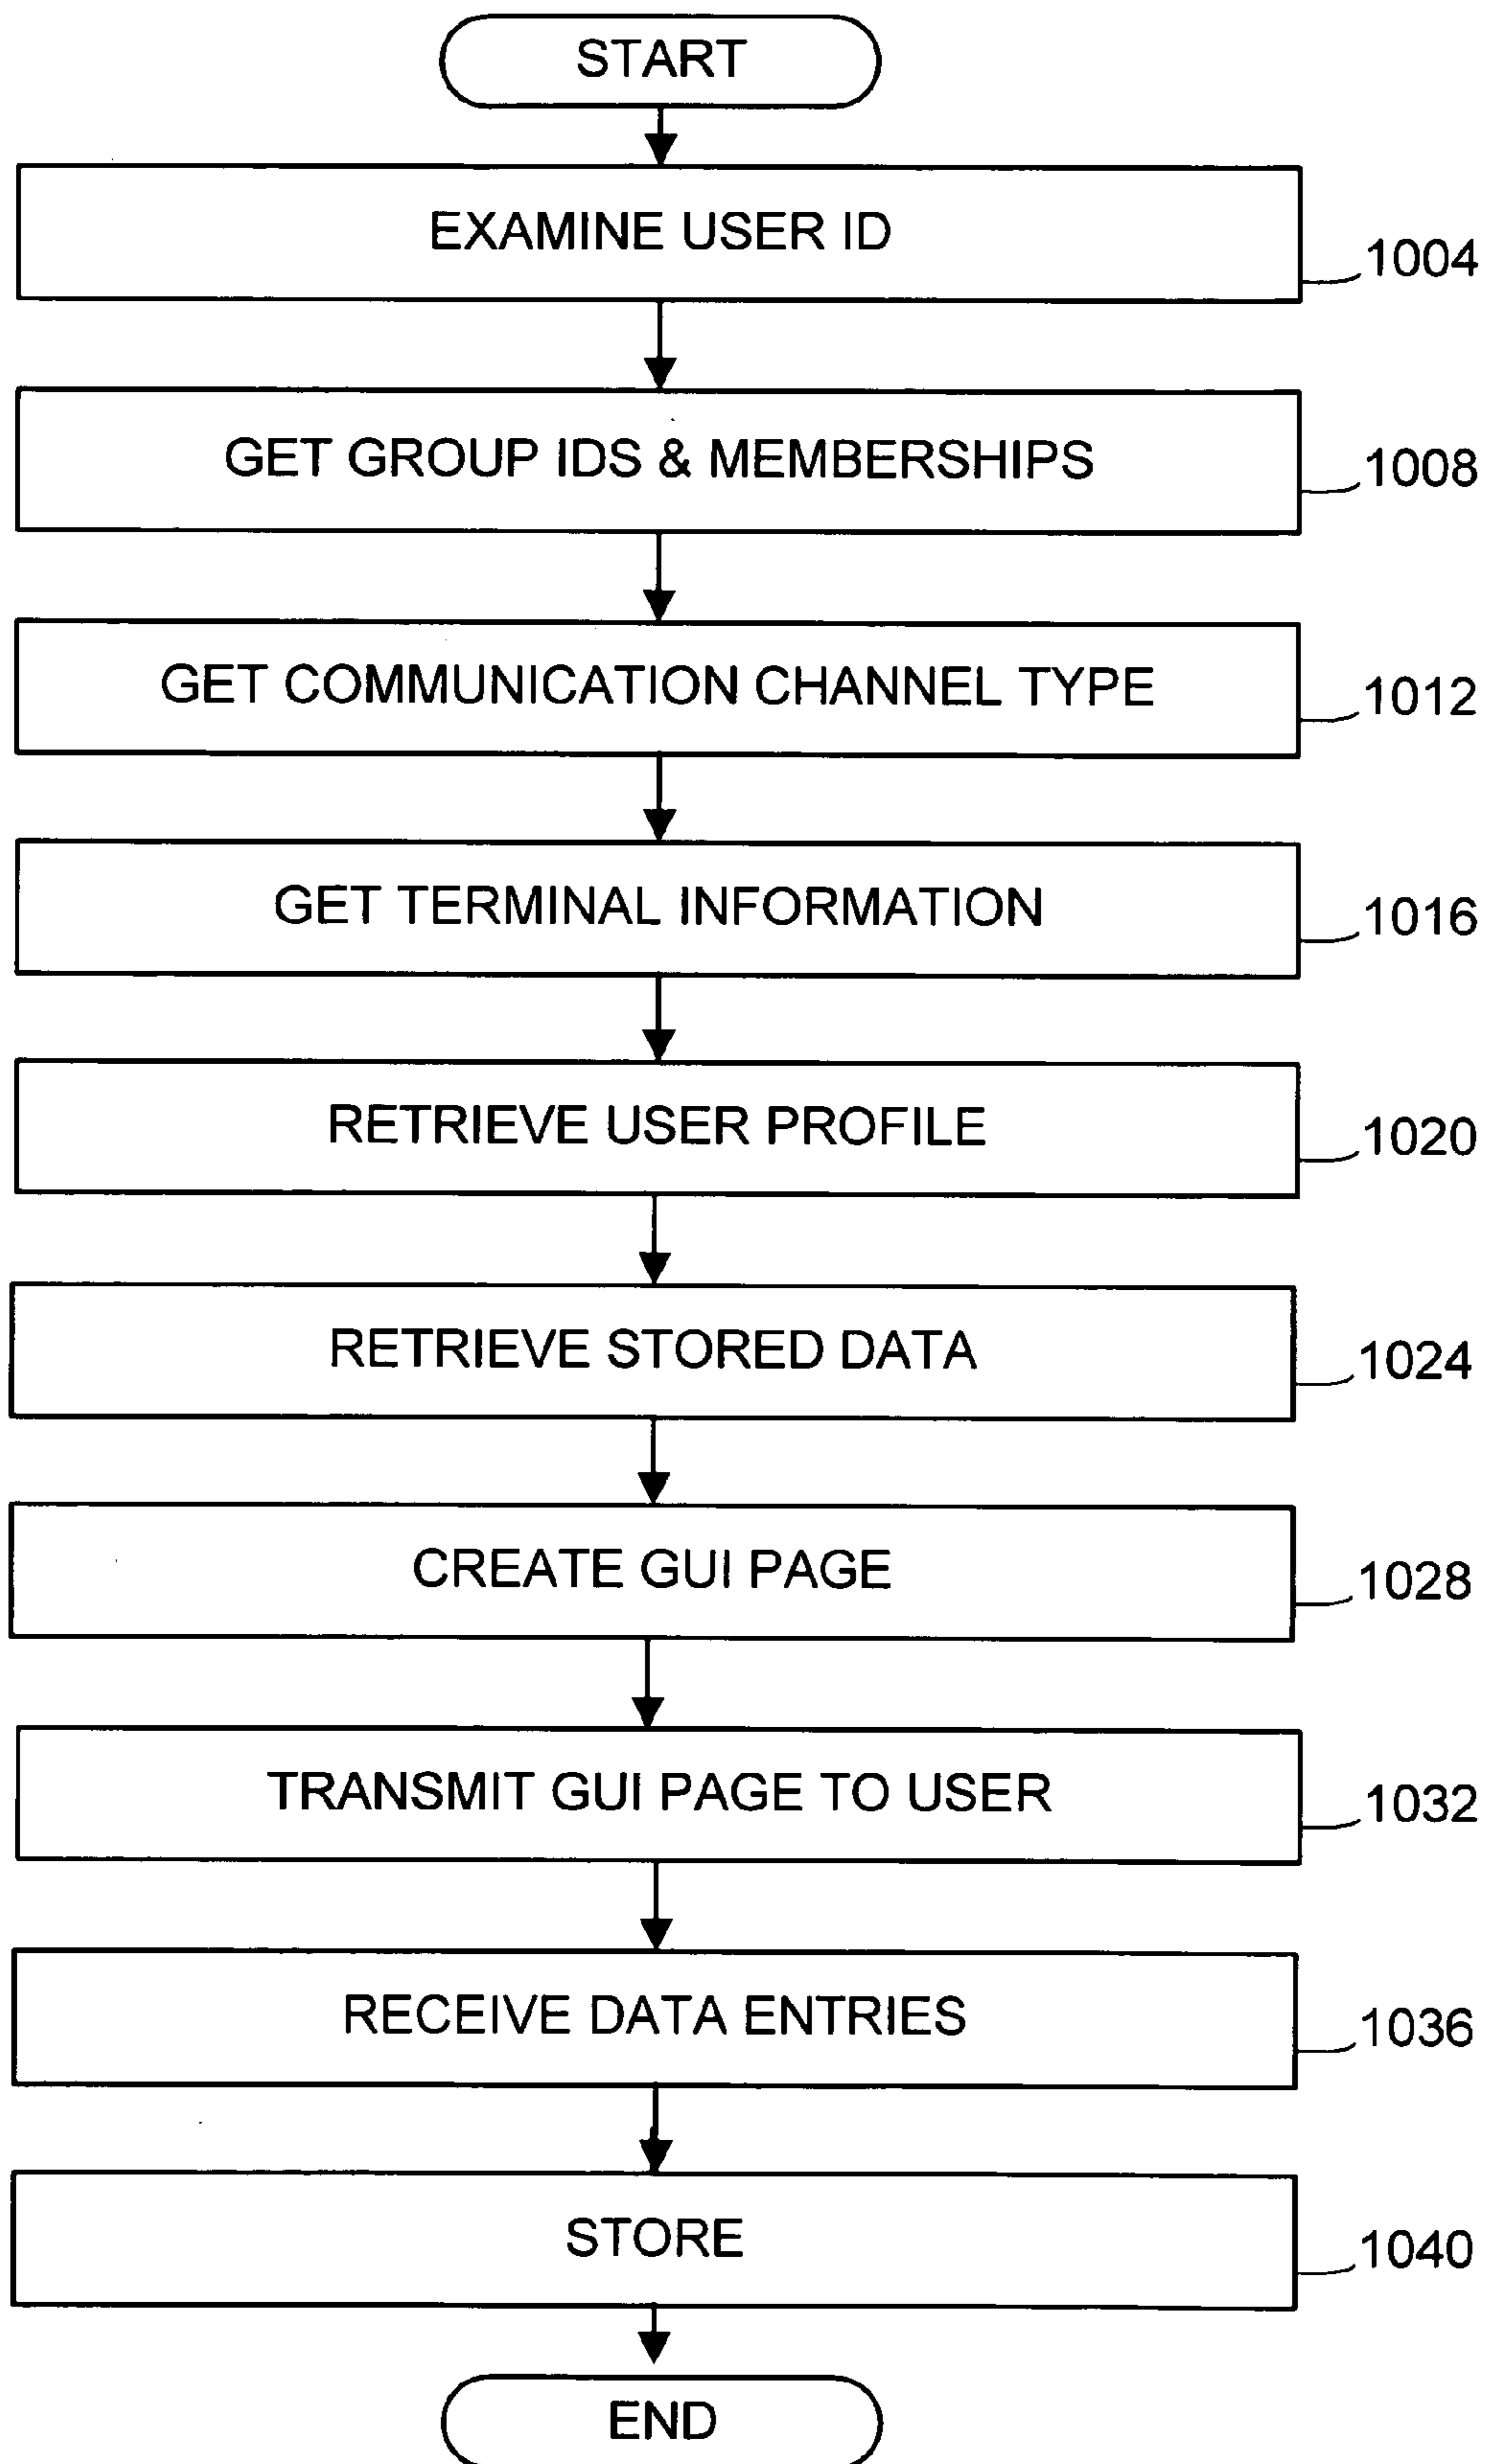 START
EXAMINE USER ID
1004
GET GROUP IDS & MEMBERSHIPS
1008
GET COMMUNICATION CHANNEL TYPE
1012
GET TERMINAL INFORMATION
1016
RETRIEVE USER PROFILE
1020
RETRIEVE STORED DATA
1024
CREATE GUI PAGE
1028
TRANSMIT GUI PAGE TO USER
1032
RECEIVE DATA ENTRIES
1036
STORE
1040
END